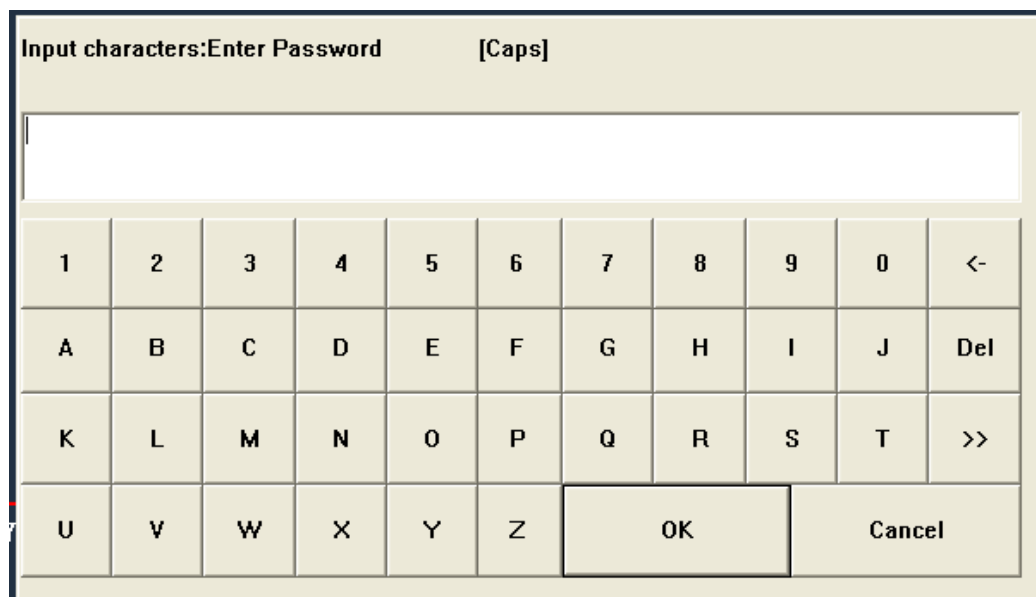 Input characters:Enter Password [Caps]
1 2 3 4 5 6 7 8 9 0 <-
A B C D E F G H I J Del
K L M N O P Q R S T >>
U V W X Y Z OK Cancel